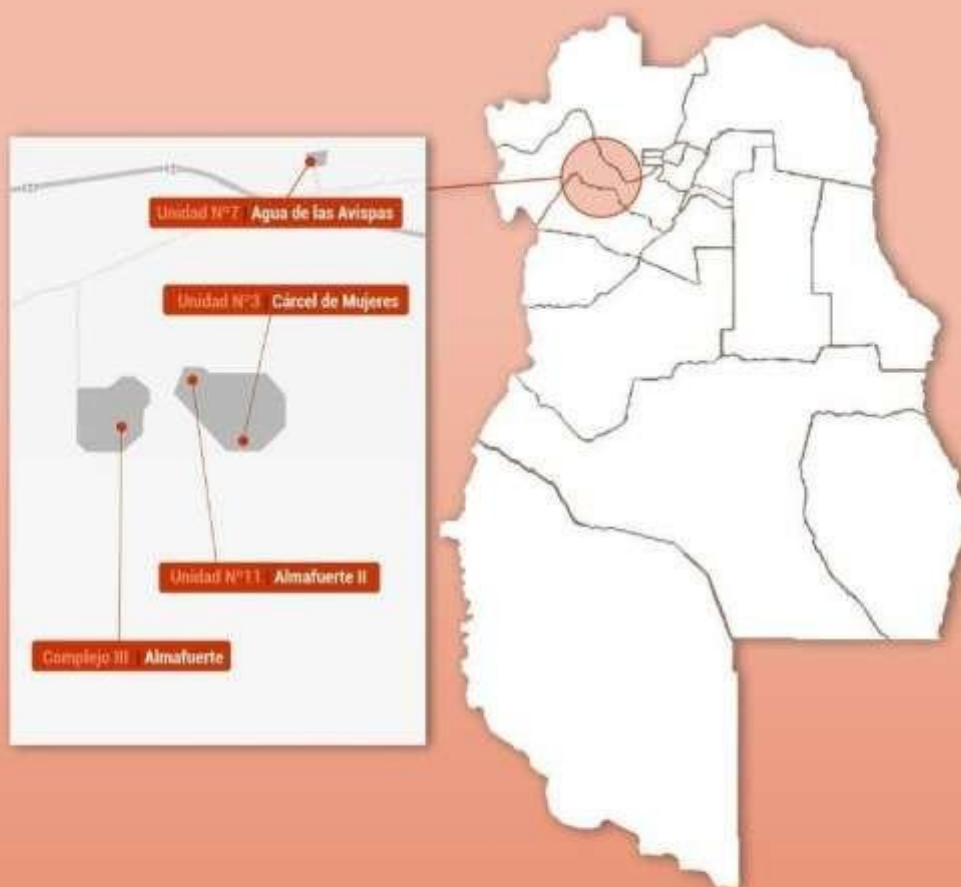 Unidad N°7 | Agua de las Avispas
Unidad N°3 | Cárcel de Mujeres
Unidad N°11 | Almafuerte II
Complejo III | Almafuerte